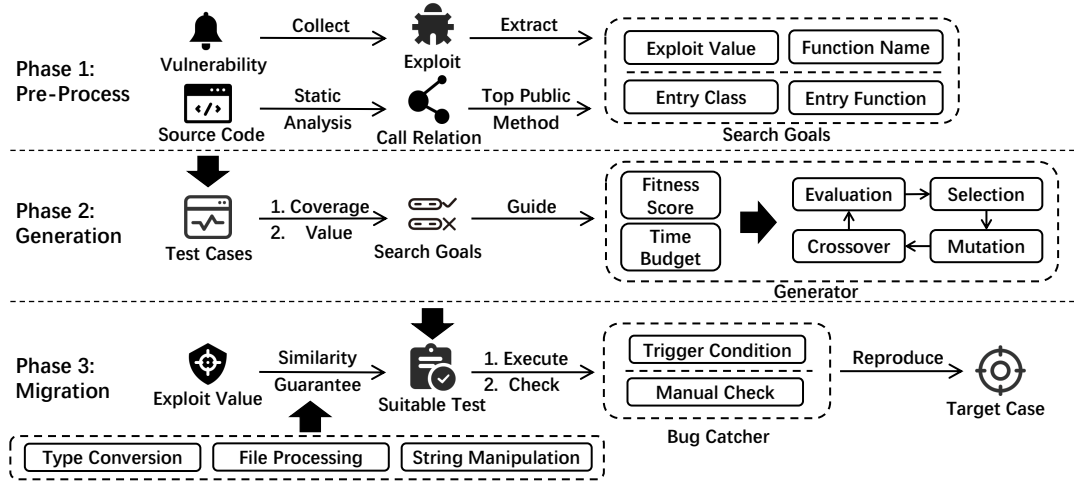 Phase 1:
Pre-Process
Vulnerability
Collect
Exploit
Extract
Source Code
</>
Static
Analysis
Call Relation
Top Public
Method
Exploit Value
Function Name
Entry Class
Entry Function
Search Goals
Phase 2:
Generation
Test Cases
1. Coverage
2. Value
Search Goals
Guide
Fitness
Score
Time
Budget
Evaluation
Selection
Crossover
Mutation
Generator
Phase 3:
Migration
Exploit Value
Similarity
Guarantee
Suitable Test
1. Execute
2. Check
Trigger Condition
Manual Check
Bug Catcher
Reproduce
Target Case
Type Conversion
File Processing
String Manipulation